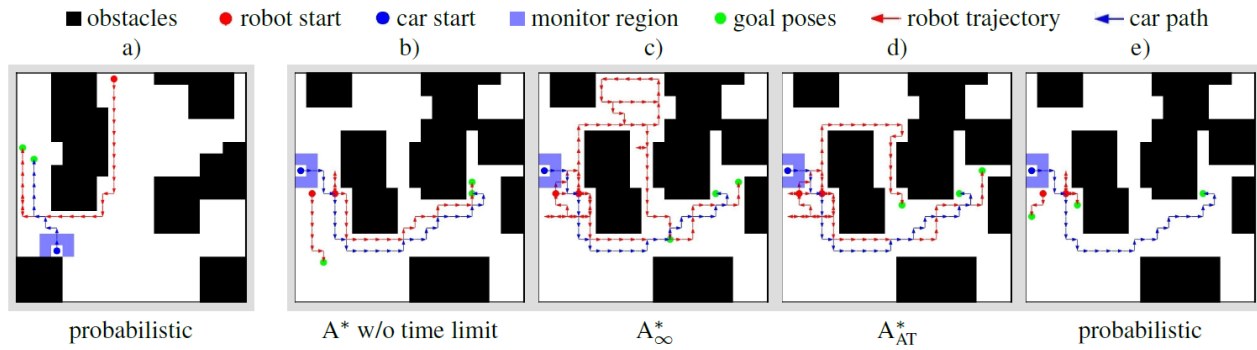 obstacles robot start car start monitor region goal poses robot trajectory car path
a) b) c) d) e)
probabilistic A* w/o time limit A*∞ A*AT probabilistic